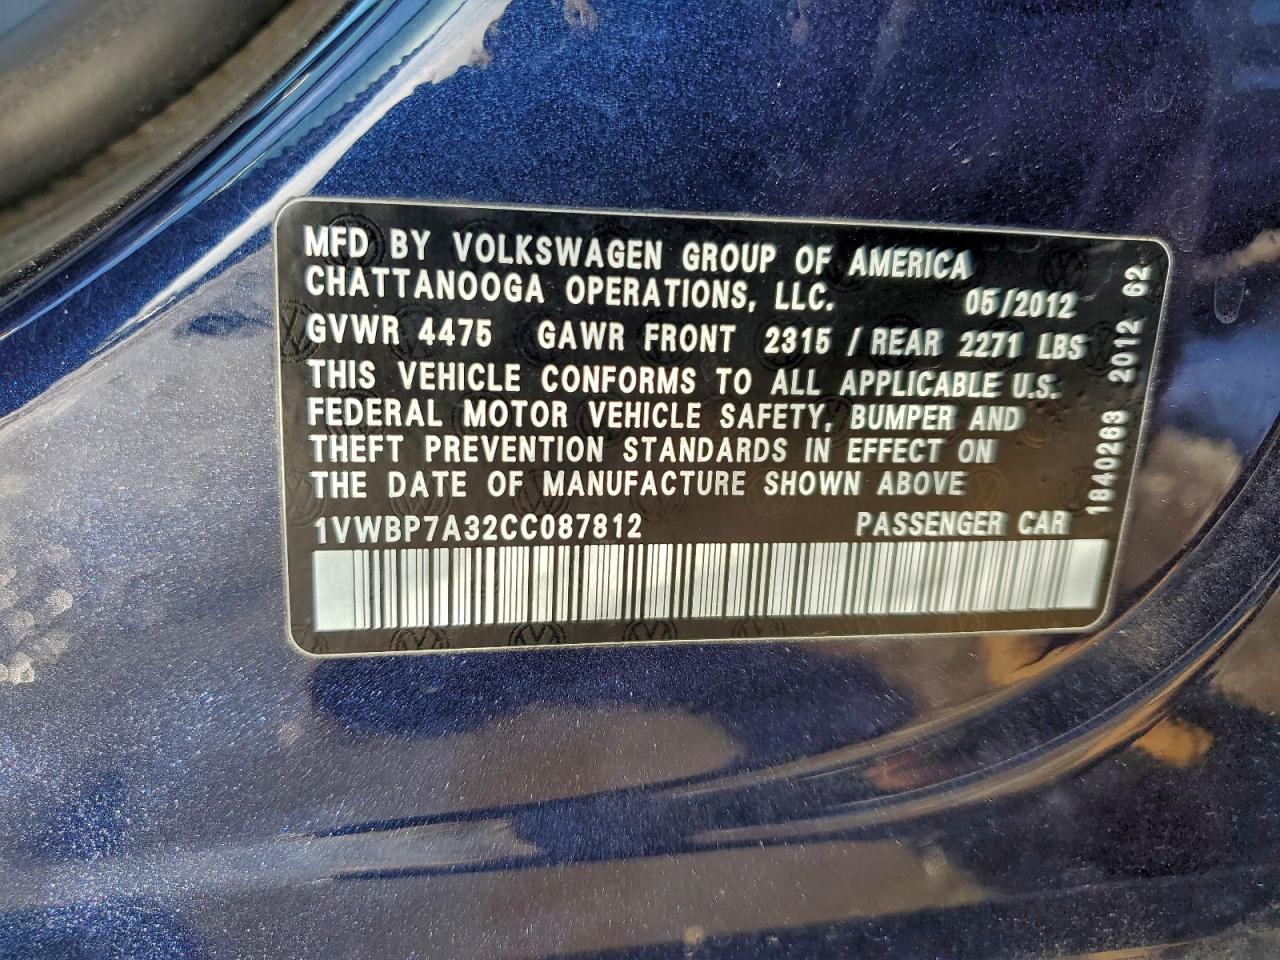 MFD BY VOLKSWAGEN GROUP OF AMERICA
CHATTANOOGA OPERATIONS, LLC. 05/2012
GVWR 4475 GAWR FRONT 2315 / REAR 2271 LBS
THIS VEHICLE CONFORMS TO ALL APPLICABLE U.S.
FEDERAL MOTOR VEHICLE SAFETY, BUMPER AND
THEFT PREVENTION STANDARDS IN EFFECT ON
THE DATE OF MANUFACTURE SHOWN ABOVE
1VWBP7A32CC087812 PASSENGER CAR
1840263 2012 62